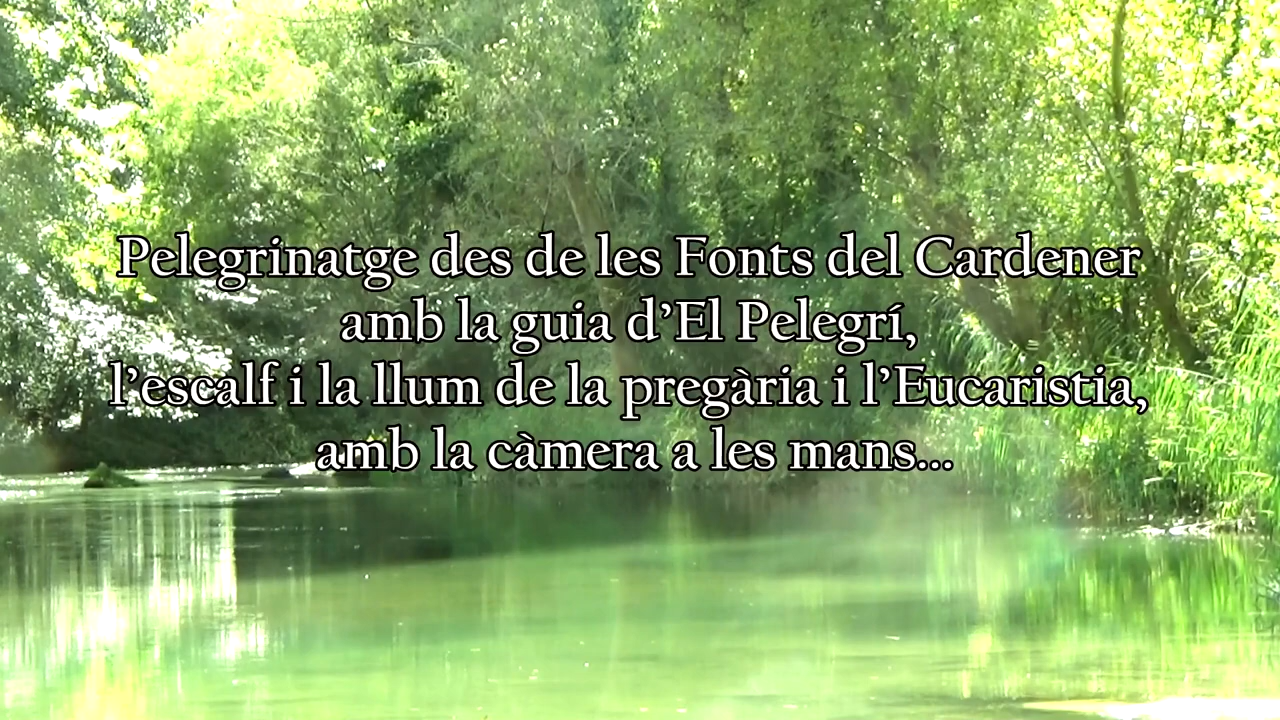 Pelegrinatge des de les Fonts del Cardener
amb la guia d’El Pelegrí,
l’escalf i la llum de la pregària i l’Eucaristia,
amb la càmera a les mans...